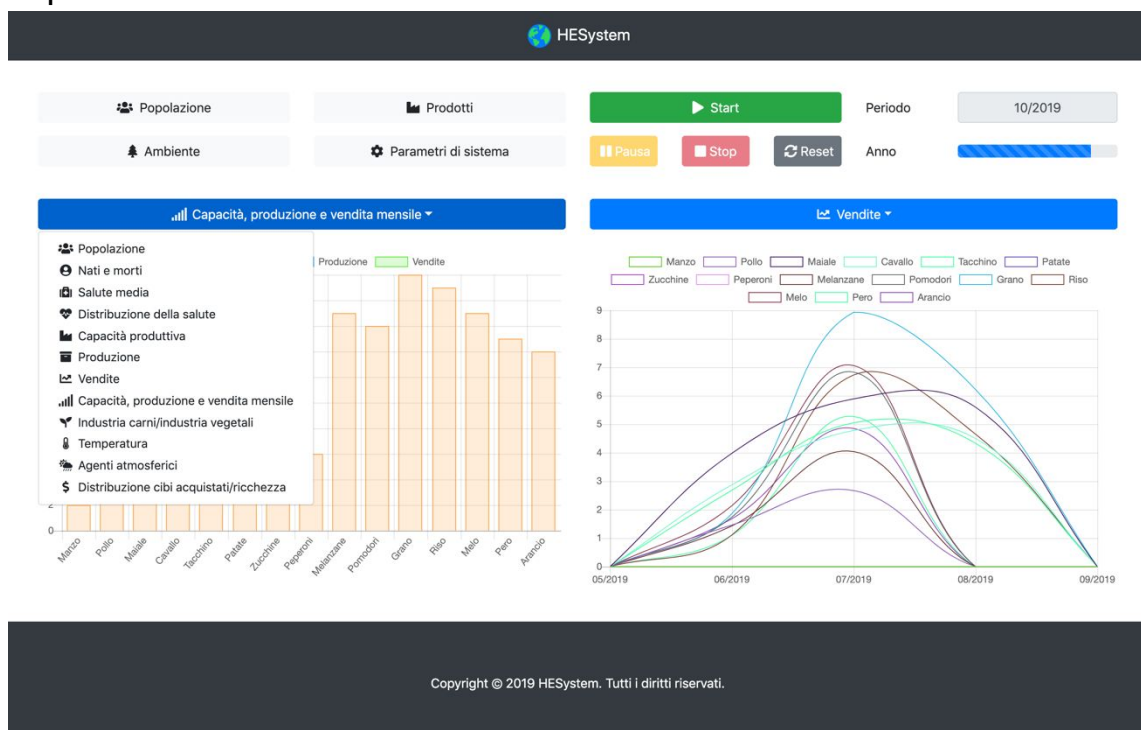 HESystem
Popolazione
Prodotti
Start
Periodo
10/2019
Ambiente
Parametri di sistema
Pausa
Stop
Reset
Anno
Capacità, produzione e vendita mensile
Vendite
Popolazione
Nati e morti
Salute media
Distribuzione della salute
Capacità produttiva
Produzione
Vendite
Capacità, produzione e vendita mensile
Industria carni/industria vegetali
Temperatura
Agenti atmosferici
Distribuzione cibi acquistati/ricchezza
Produzione Vendite
2
0
Manzo Pollo Maiale Cavallo Tacchino Patate Zucchine Peperoni Melanzane Pomodori Grano Riso Melo Pero Arancio
Manzo Pollo Maiale Cavallo Tacchino Patate
Zucchine Peperoni Melanzane Pomodori Grano Riso
Melo Pero Arancio
9
8
7
6
5
4
3
2
1
0
05/2019 06/2019 07/2019 08/2019 09/2019
Copyright © 2019 HESystem. Tutti i diritti riservati.